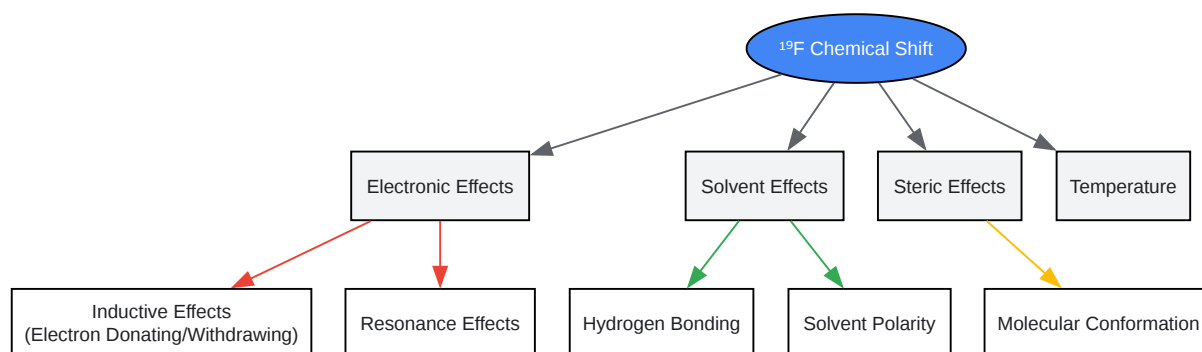 ¹⁹F Chemical Shift
Electronic Effects
Solvent Effects
Steric Effects
Temperature
Inductive Effects
(Electron Donating/Withdrawing)
Resonance Effects
Hydrogen Bonding
Solvent Polarity
Molecular Conformation